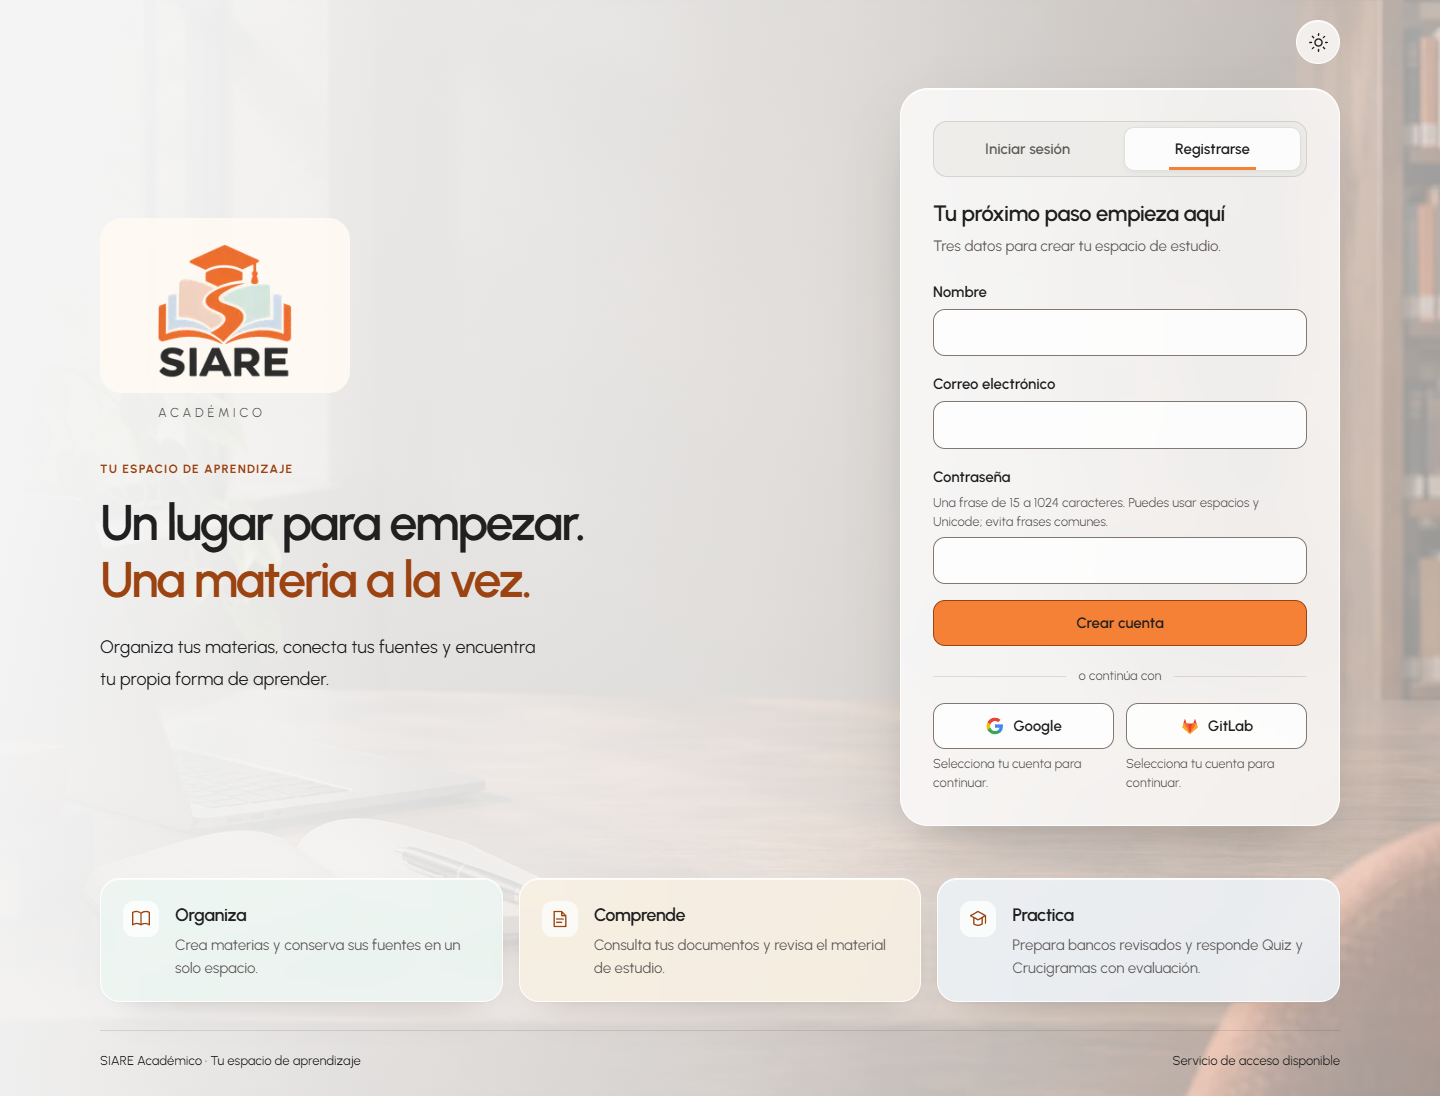 SIARE
ACADÉMICO
TU ESPACIO DE APRENDIZAJE
Un lugar para empezar.
Una materia a la vez.
Organiza tus materias, conecta tus fuentes y encuentra
tu propia forma de aprender.
Iniciar sesión
Registrarse
Tu próximo paso empieza aquí
Tres datos para crear tu espacio de estudio.
Nombre
Correo electrónico
Contraseña
Una frase de 15 a 1024 caracteres. Puedes usar espacios y
Unicode; evita frases comunes.
Crear cuenta
o continúa con
Google
GitLab
Selecciona tu cuenta para
continuar.
Selecciona tu cuenta para
continuar.
Organiza
Crea materias y conserva sus fuentes en un
solo espacio.
Comprende
Consulta tus documentos y revisa el material
de estudio.
Practica
Prepara bancos revisados y responde Quiz y
Crucigramas con evaluación.
SIARE Académico · Tu espacio de aprendizaje
Servicio de acceso disponible